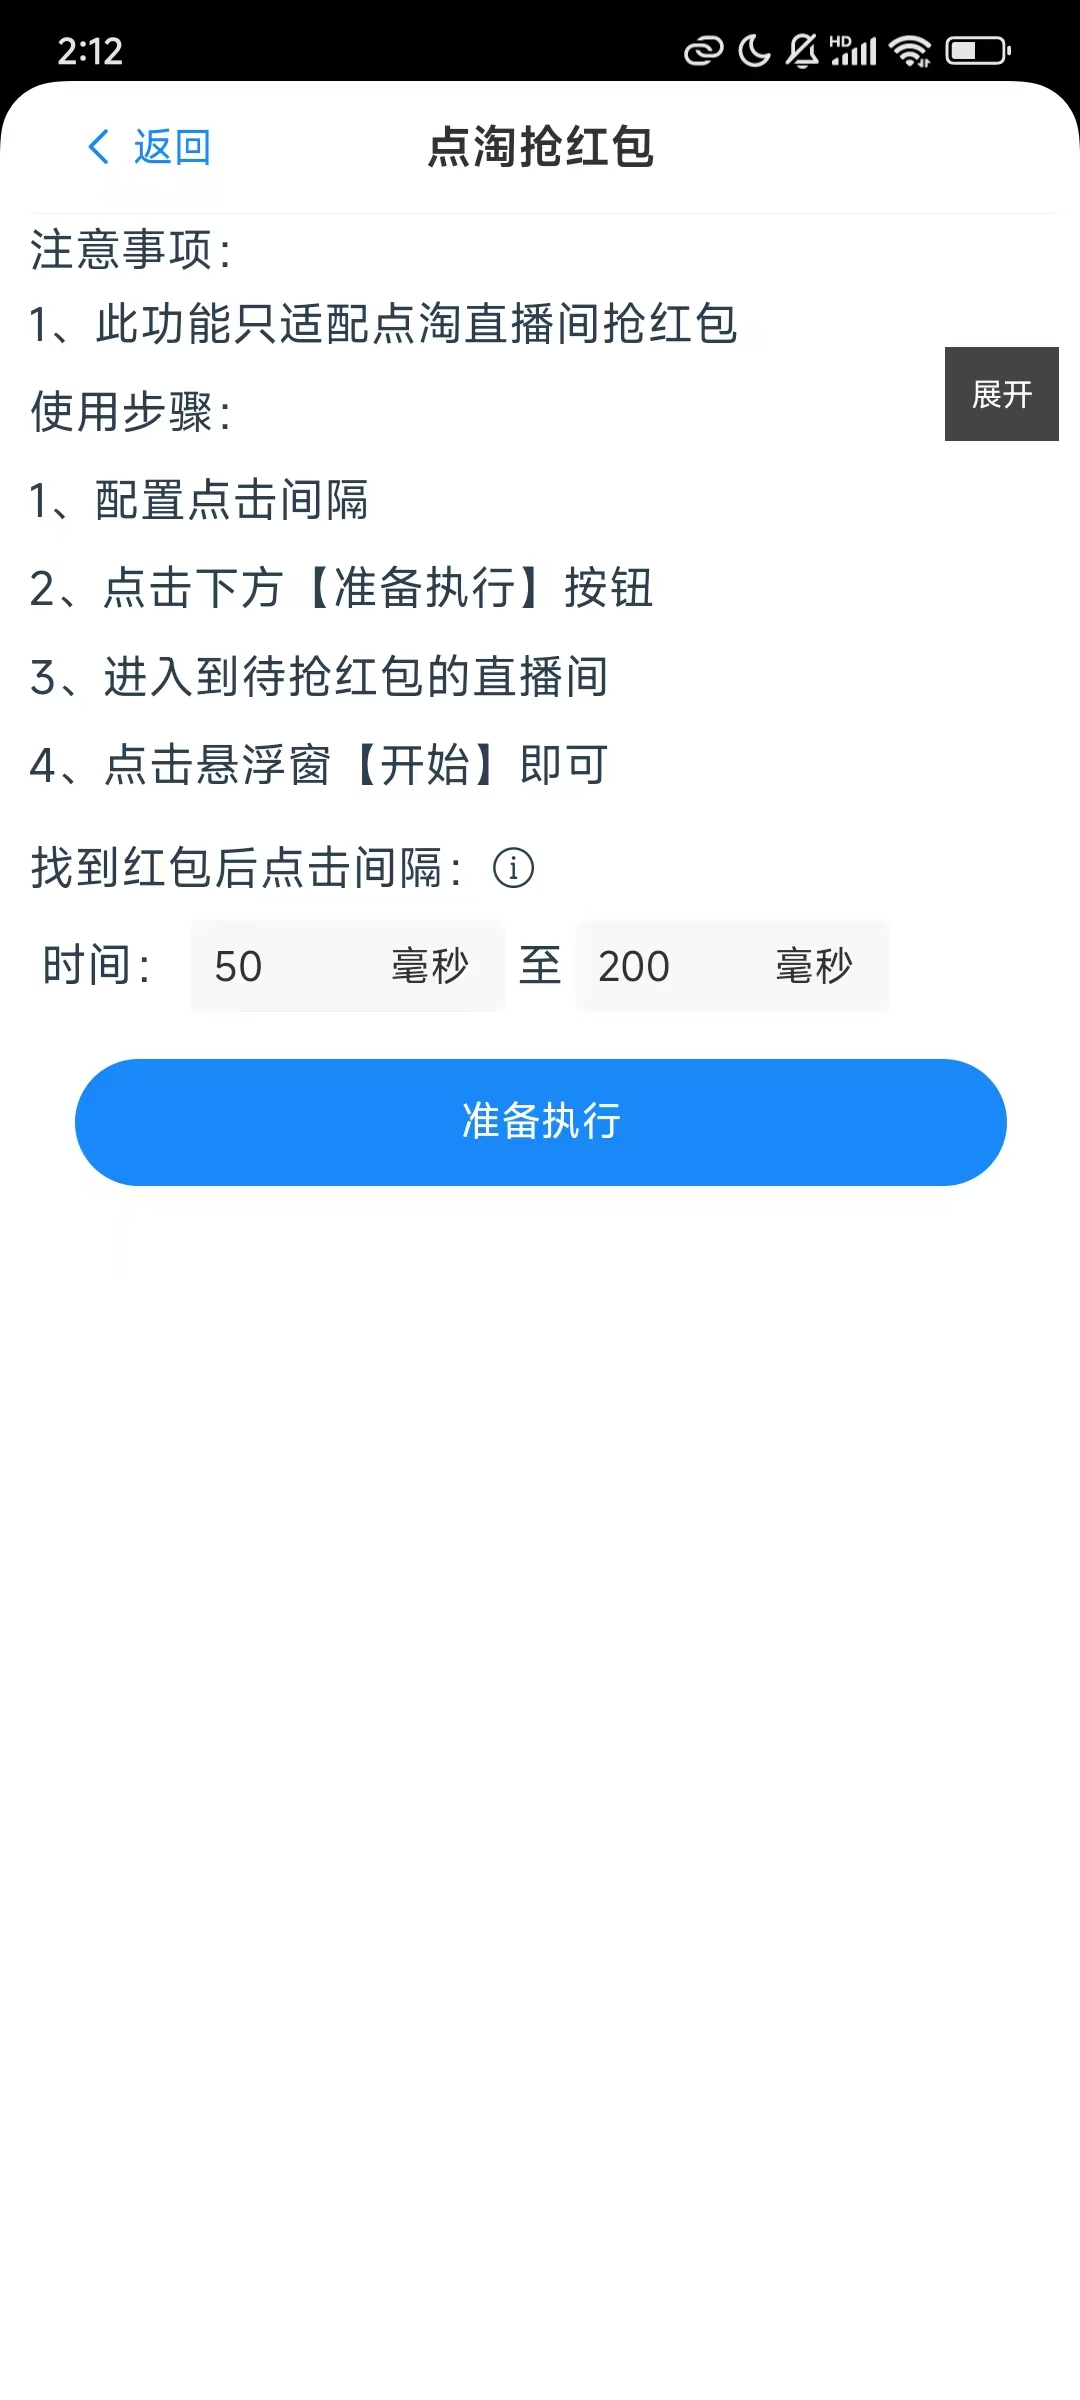 2:12
HD
返回
点淘抢红包
注意事项：
1、此功能只适配点淘直播间抢红包
展开
使用步骤：
1、配置点击间隔
2、点击下方【准备执行】按钮
3、进入到待抢红包的直播间
4、点击悬浮窗【开始】即可
找到红包后点击间隔：
时间： 50 毫秒 至 200 毫秒
准备执行